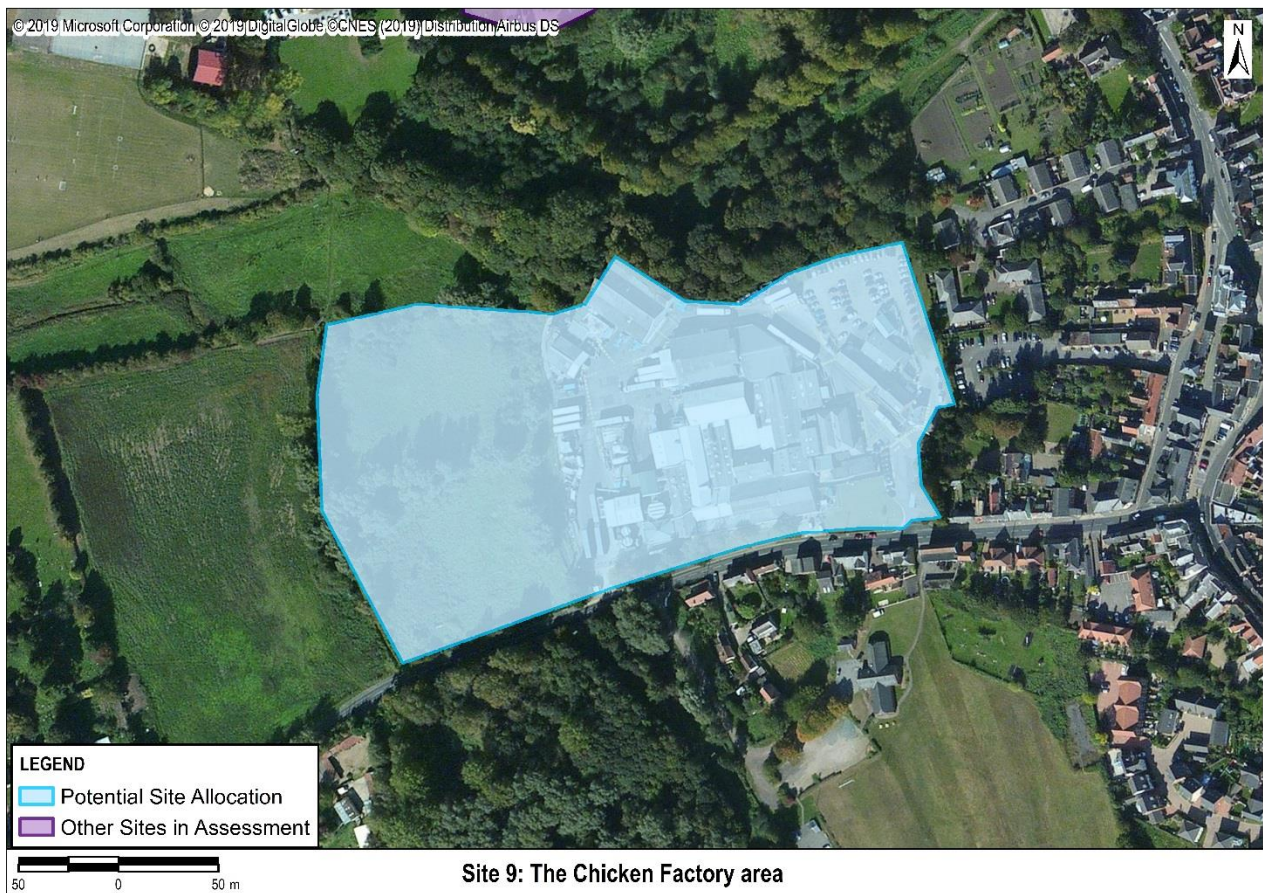 © 2019 Microsoft Corporation © 2019 DigitalGlobe ©CNES (2019) Distribution Airbus DS
N
LEGEND
Potential Site Allocation
Other Sites in Assessment
50 0 50 m
Site 9: The Chicken Factory area